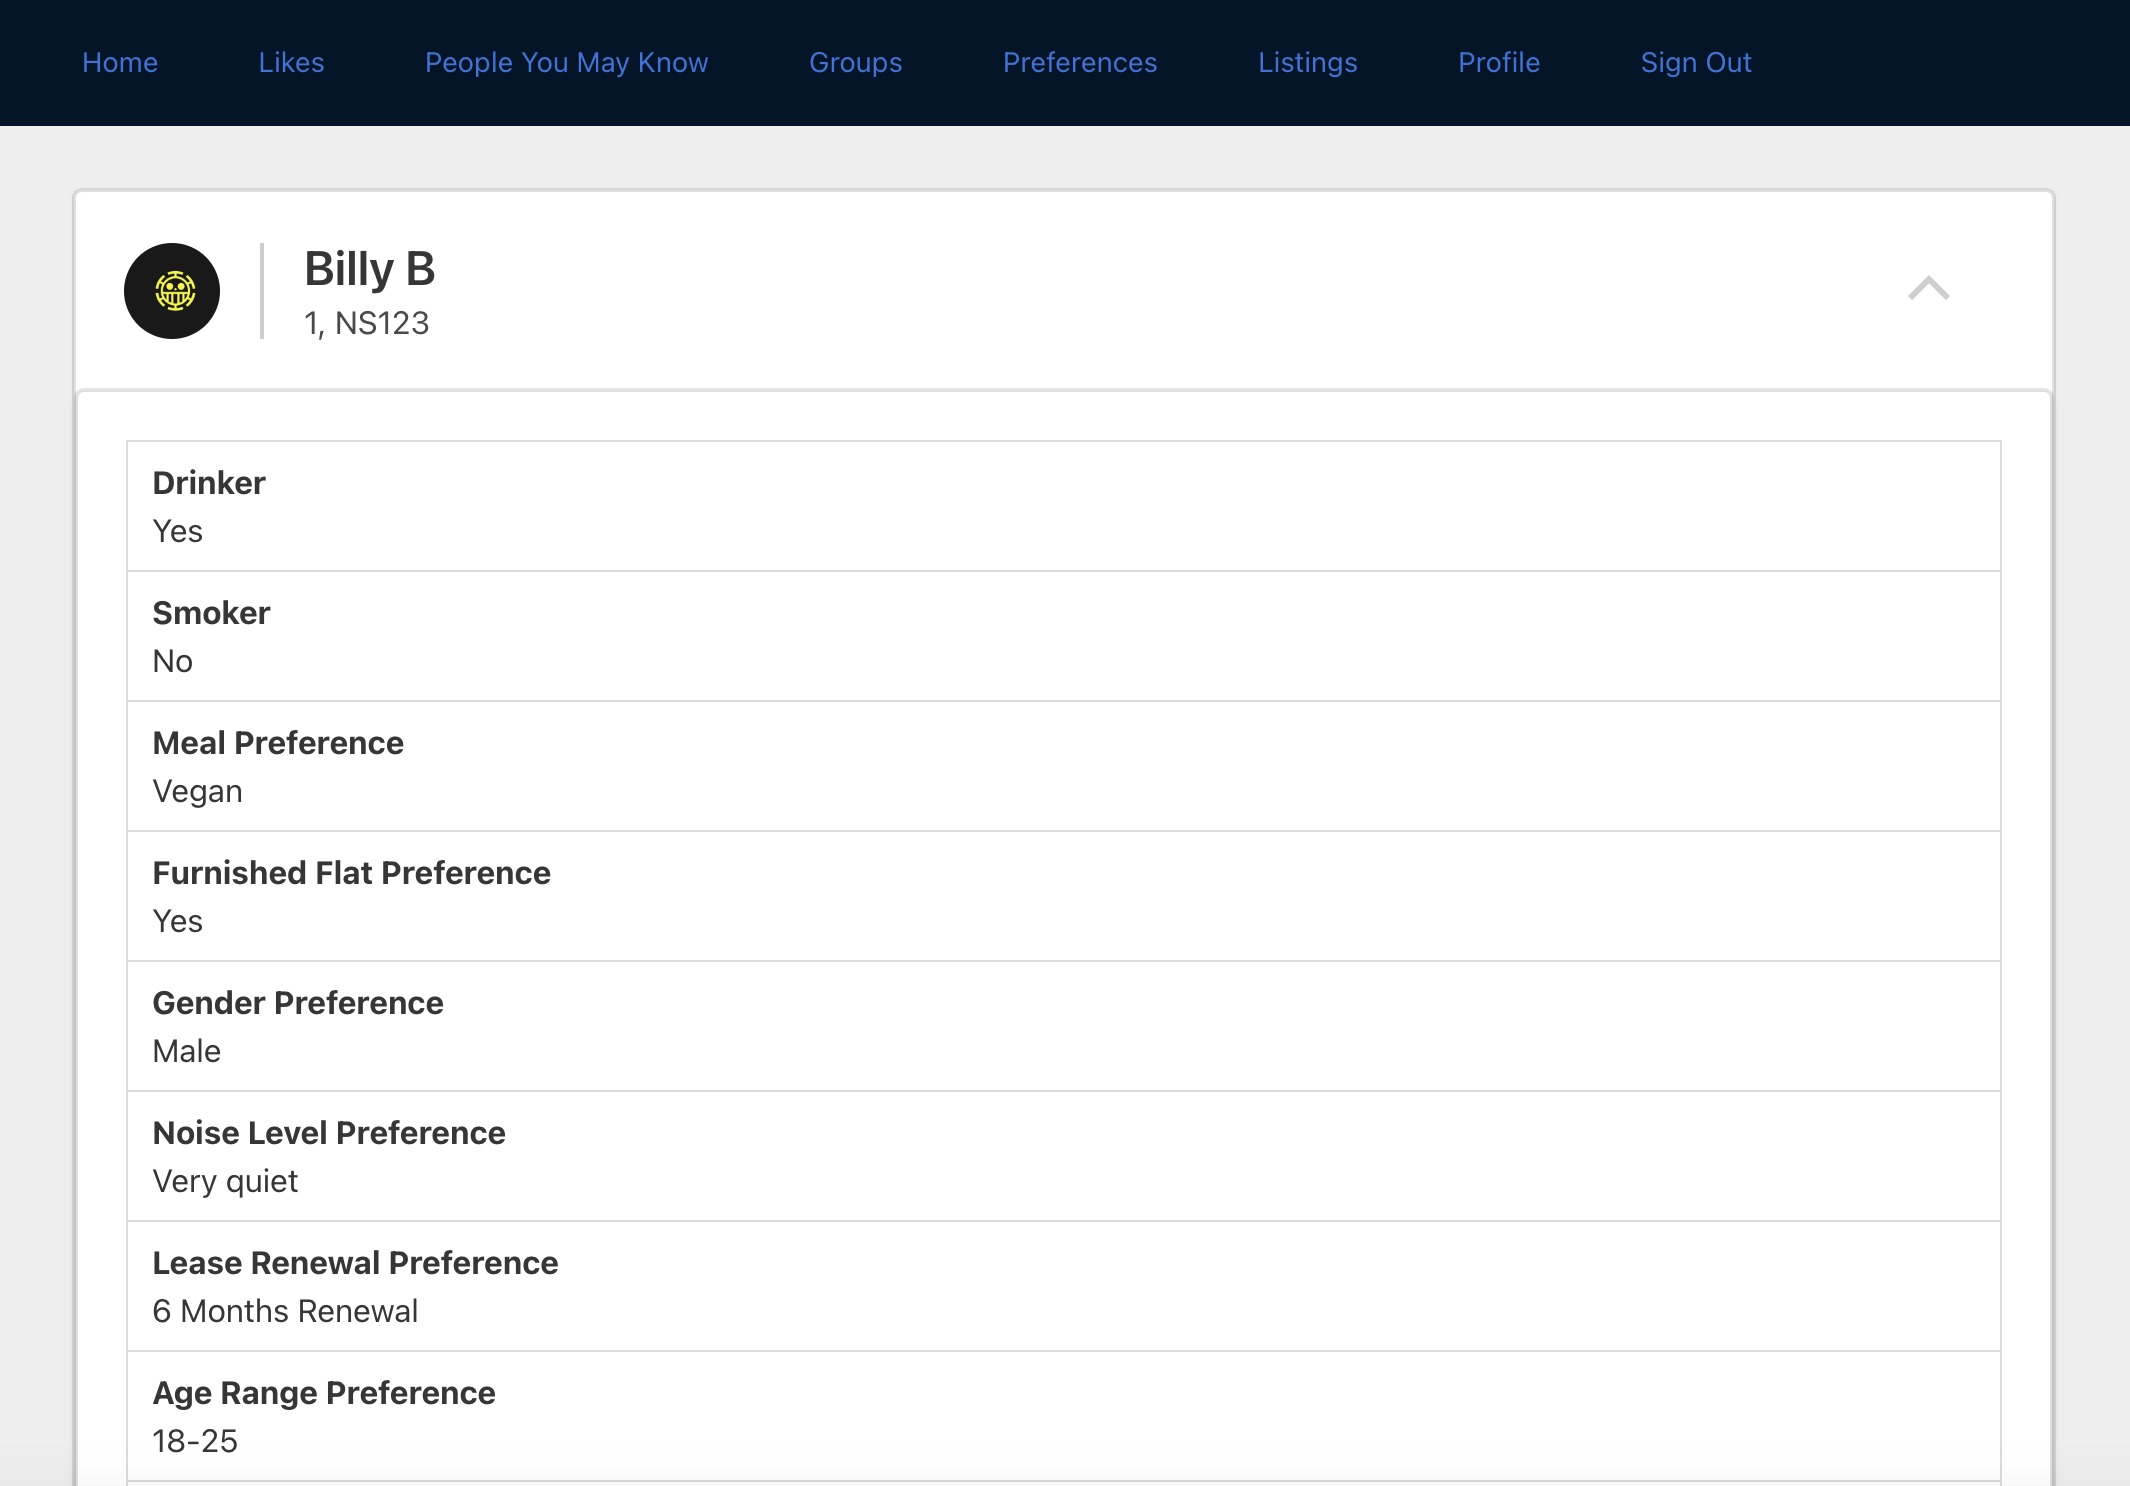 Home Likes People You May Know Groups Preferences Listings Profile Sign Out
Billy B
1, NS123
Drinker
Yes
Smoker
No
Meal Preference
Vegan
Furnished Flat Preference
Yes
Gender Preference
Male
Noise Level Preference
Very quiet
Lease Renewal Preference
6 Months Renewal
Age Range Preference
18-25